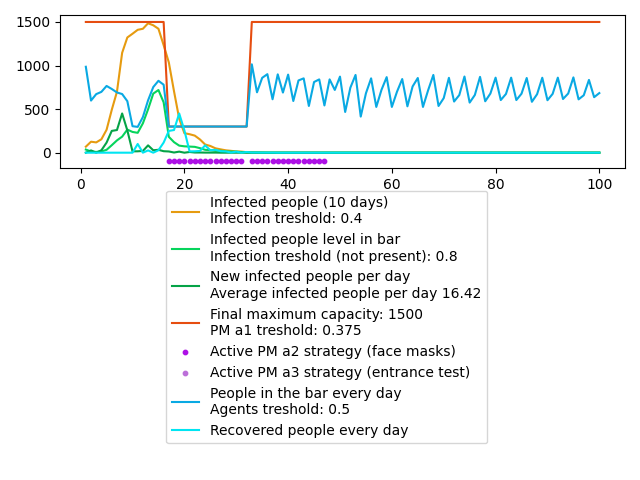 1500
1000
500
0
0
20
40
60
80
100
Infected people (10 days)
Infection treshold: 0.4
Infected people level in bar
Infection treshold (not present): 0.8
New infected people per day
Average infected people per day 16.42
Final maximum capacity: 1500
PM a1 treshold: 0.375
Active PM a2 strategy (face masks)
Active PM a3 strategy (entrance test)
People in the bar every day
Agents treshold: 0.5
Recovered people every day